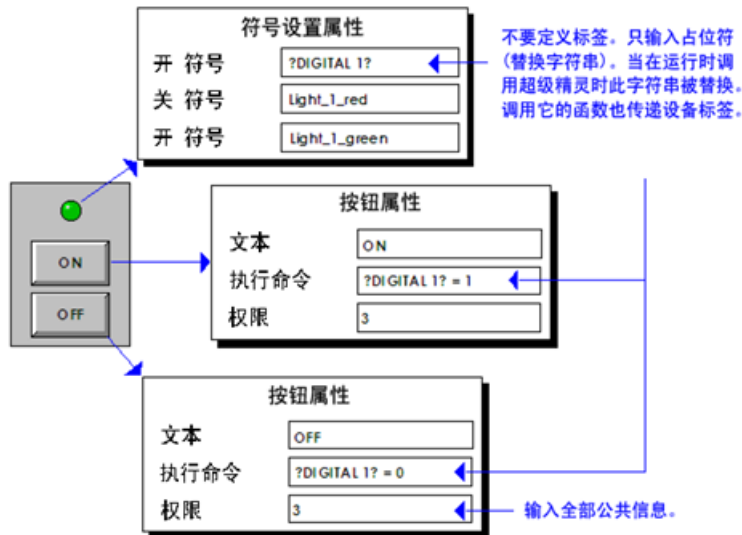 符号设置属性
开 符号 ?DIGITAL 1?
关 符号 Light_1_red
开 符号 Light_1_green
不要定义标签。只输入占位符
(替换字符串)。当在运行时调
用超级精灵时此字符串被替换。
调用它的函数也传递设备标签。
ON
OFF
按钮属性
文本 ON
执行命令 ?DIGITAL 1? = 1
权限 3
按钮属性
文本 OFF
执行命令 ?DIGITAL 1? = 0
权限 3
输入全部公共信息。